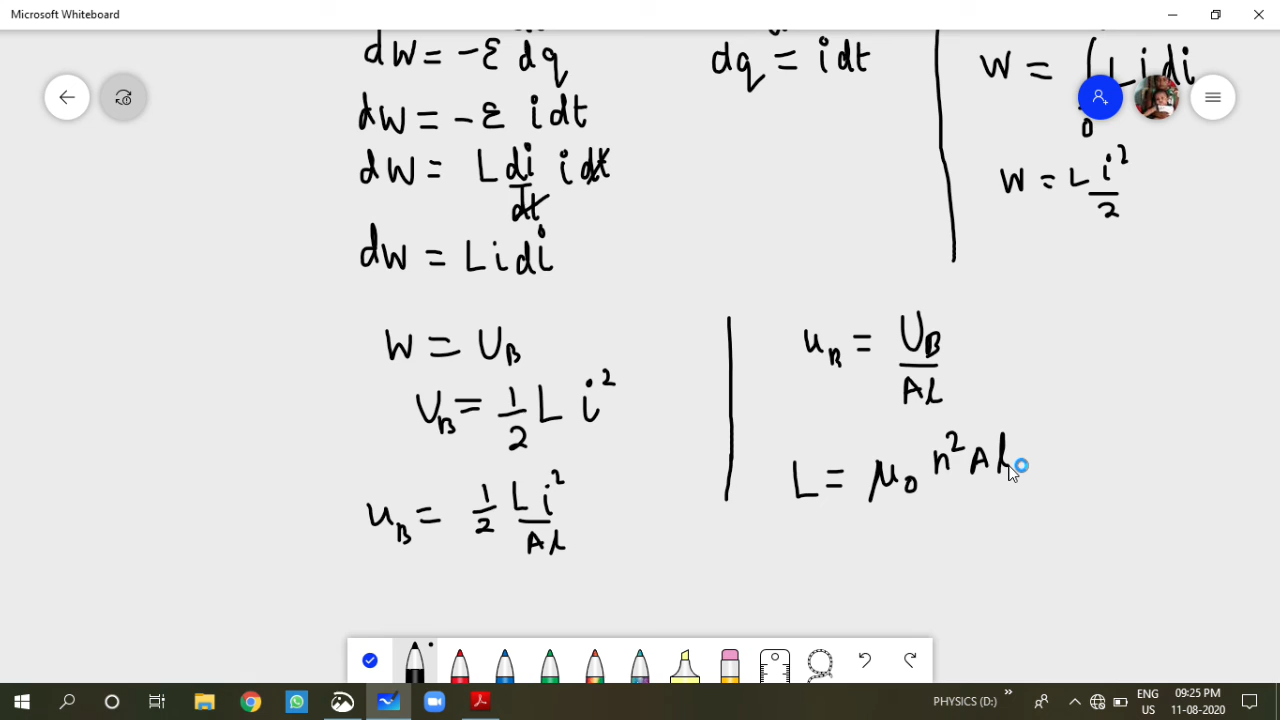 Microsoft Whiteboard
dW = -ε dq
dW = -ε i dt
dW = L di/dt i dt
dW = L i di
dq = i dt
W = ∫ L i di
0
W = L i²/2
W = U_B
U_B = 1/2 L i²
u_B = 1/2 L i²/Al
u_B = U_B/Al
L = μ₀ n² A l
PHYSICS (D:)
ENG
US
09:25 PM
11-08-2020